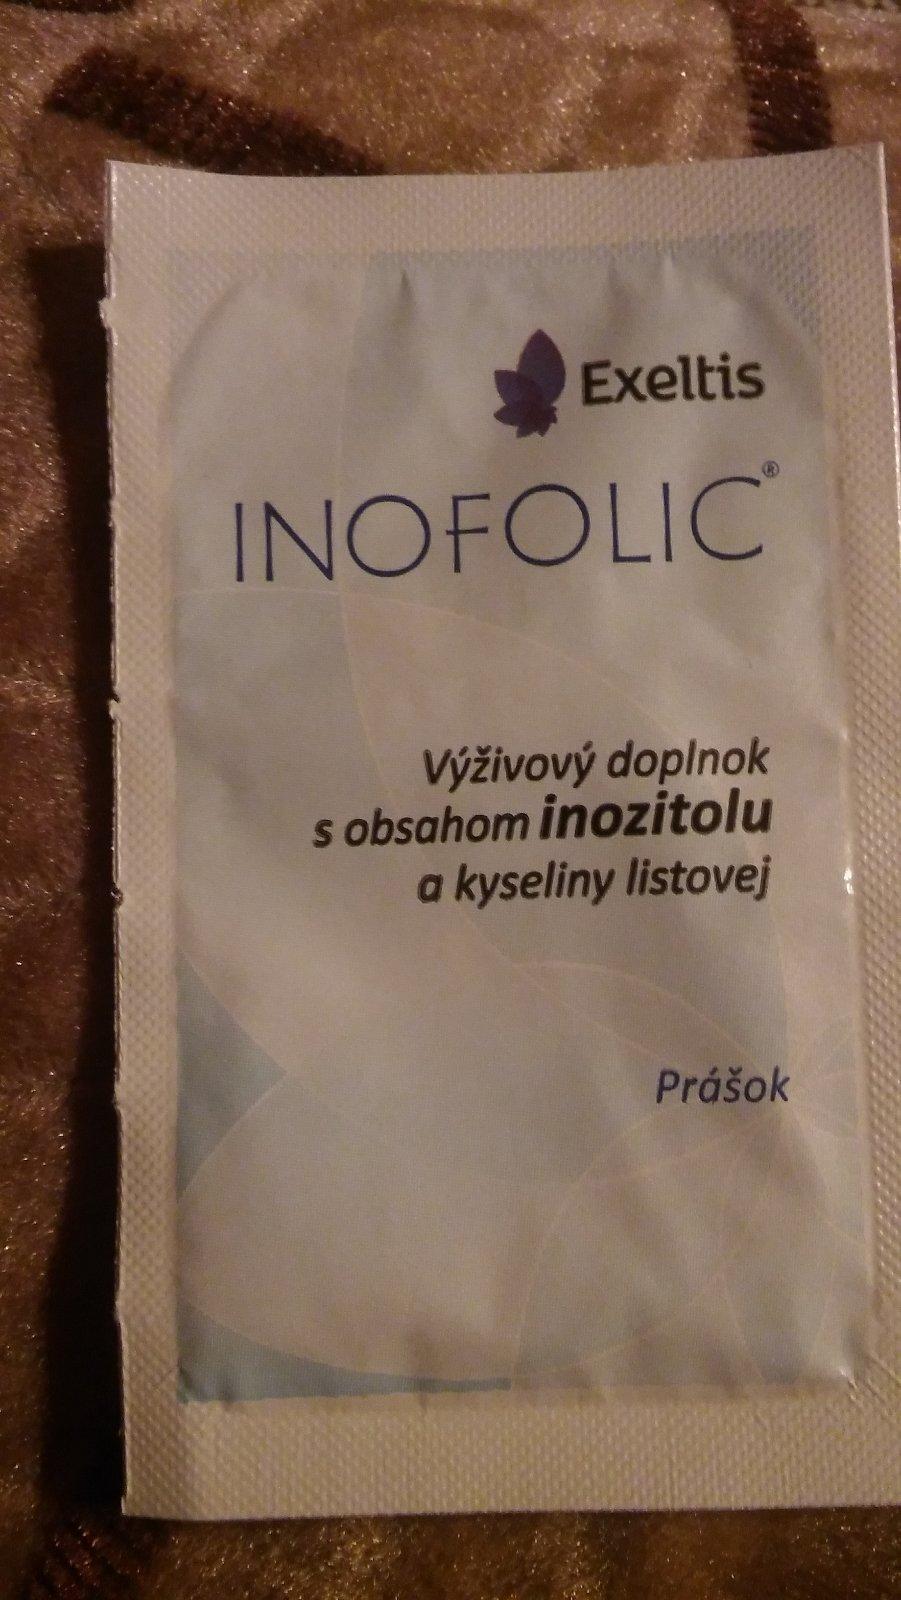 Exeltis
INOFOLIC®
Výživový doplnok
s obsahom inozitolu
a kyseliny listovej
Prášok